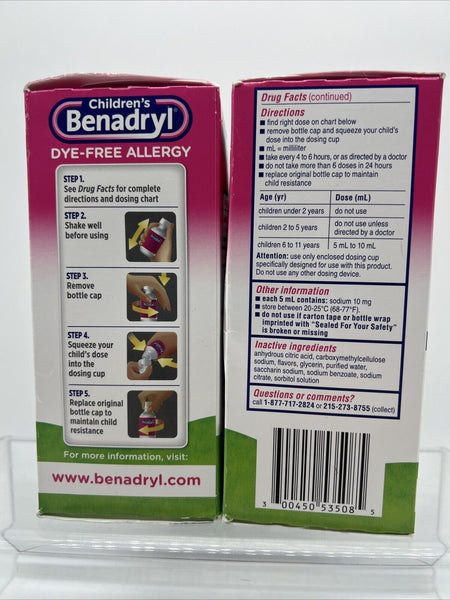 Children's
Benadryl
DYE-FREE ALLERGY
STEP 1.
See Drug Facts for complete
directions and dosing chart
STEP 2.
Shake well
before using
STEP 3.
Remove
bottle cap
STEP 4.
Squeeze your
child's dose
into the
dosing cup
STEP 5.
Replace original
bottle cap to
maintain child
resistance
For more information, visit:
www.benadryl.com
Drug Facts (continued)
Directions
■ find right dose on chart below
■ remove bottle cap and squeeze your child's
dose into the dosing cup
■ mL = milliliter
■ take every 4 to 6 hours, or as directed by a doctor
■ do not take more than 6 doses in 24 hours
■ replace original bottle cap to maintain
child resistance
Age (yr) Dose (mL)
children under 2 years do not use
children 2 to 5 years do not use unless
directed by a doctor
children 6 to 11 years 5 mL to 10 mL
Attention: use only enclosed dosing cup
specifically designed for use with this product.
Do not use any other dosing device.
Other information
■ each 5 mL contains: sodium 10 mg
■ store between 20-25°C (68-77°F).
■ do not use if carton tape or bottle wrap
imprinted with "Sealed For Your Safety"
is broken or missing
Inactive ingredients
anhydrous citric acid, carboxymethylcellulose
sodium, flavors, glycerin, purified water,
saccharin sodium, sodium benzoate, sodium
citrate, sorbitol solution
Questions or comments?
call 1-877-717-2824 or 215-273-8755 (collect)
3 00450 53508 5